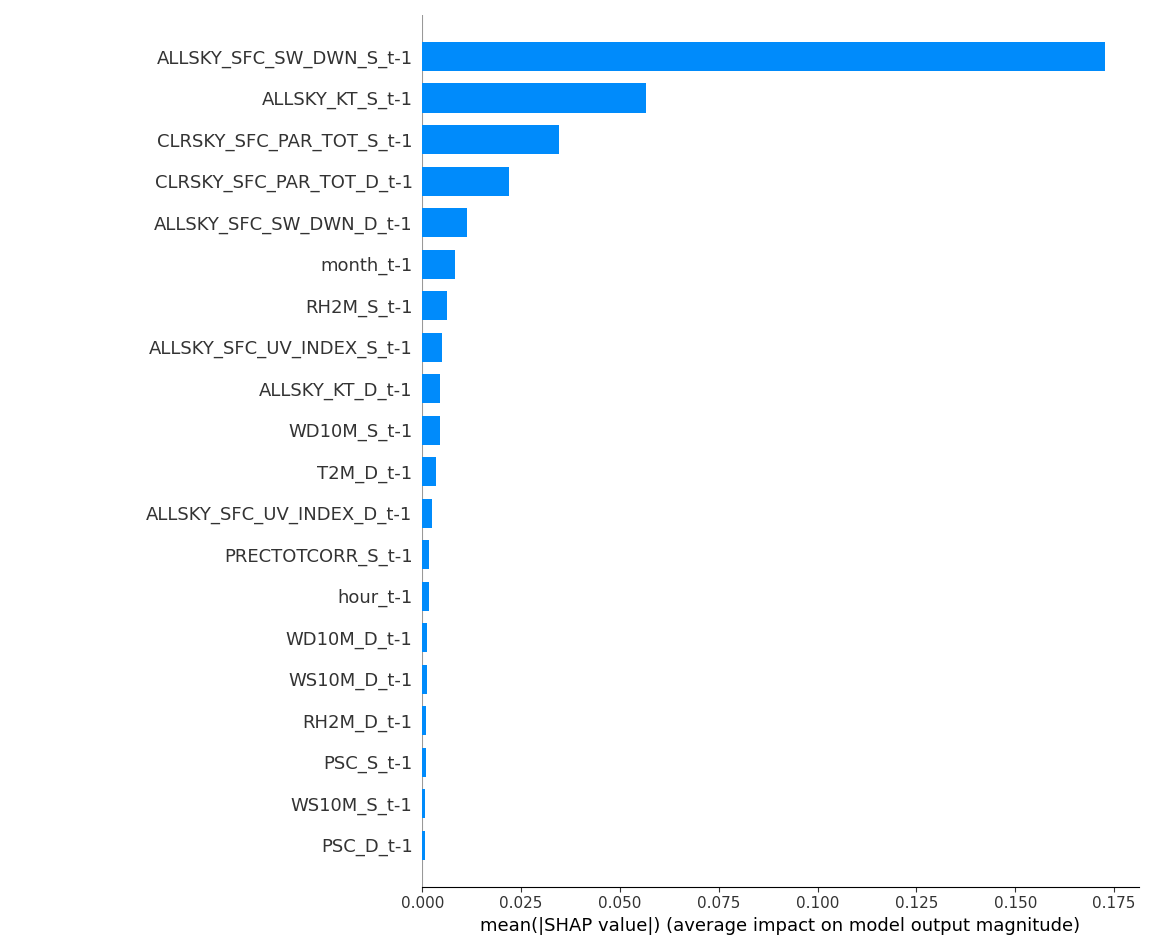 ALLSKY_SFC_SW_DWN_S_t-1
ALLSKY_KT_S_t-1
CLRSKY_SFC_PAR_TOT_S_t-1
CLRSKY_SFC_PAR_TOT_D_t-1
ALLSKY_SFC_SW_DWN_D_t-1
month_t-1
RH2M_S_t-1
ALLSKY_SFC_UV_INDEX_S_t-1
ALLSKY_KT_D_t-1
WD10M_S_t-1
T2M_D_t-1
ALLSKY_SFC_UV_INDEX_D_t-1
PRECTOTCORR_S_t-1
hour_t-1
WD10M_D_t-1
WS10M_D_t-1
RH2M_D_t-1
PSC_S_t-1
WS10M_S_t-1
PSC_D_t-1
0.000 0.025 0.050 0.075 0.100 0.125 0.150 0.175
mean(|SHAP value|) (average impact on model output magnitude)